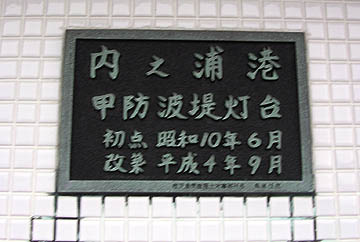 内之浦港
甲防波堤灯台
初点 昭和10年6月
改築 平成4年9月